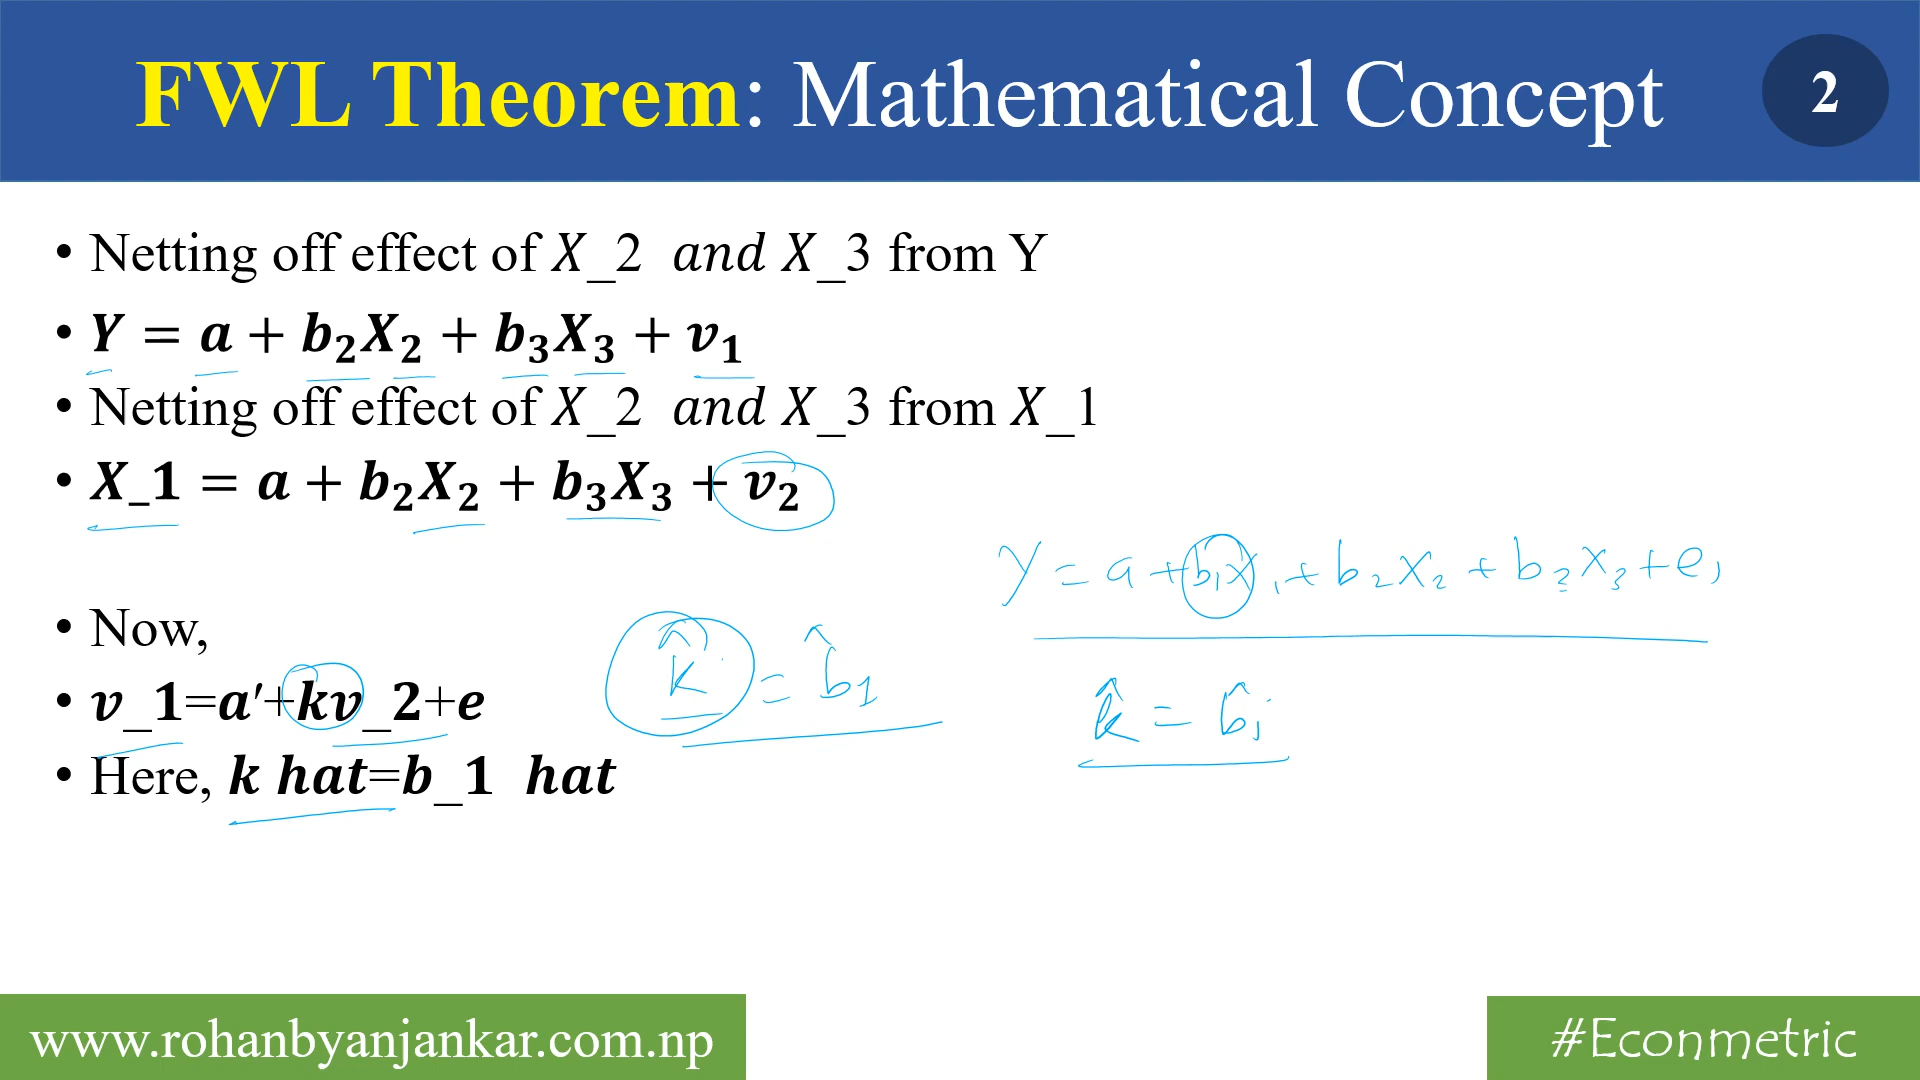 FWL Theorem: Mathematical Concept
2
• Netting off effect of X_2 and X_3 from Y
• Y = a + b₂X₂ + b₃X₃ + v₁
• Netting off effect of X_2 and X_3 from X_1
• X_1 = a + b₂X₂ + b₃X₃ + v₂
y = a + b₁x₁ + b₂x₂ + b₃x₃ + e₁
• Now,
k̂ = b̂₁
• v_1=a′+kv_2+e
k̂ = b̂₁
• Here, k hat=b_1 hat
www.rohanbyanjankar.com.np
#Econmetric